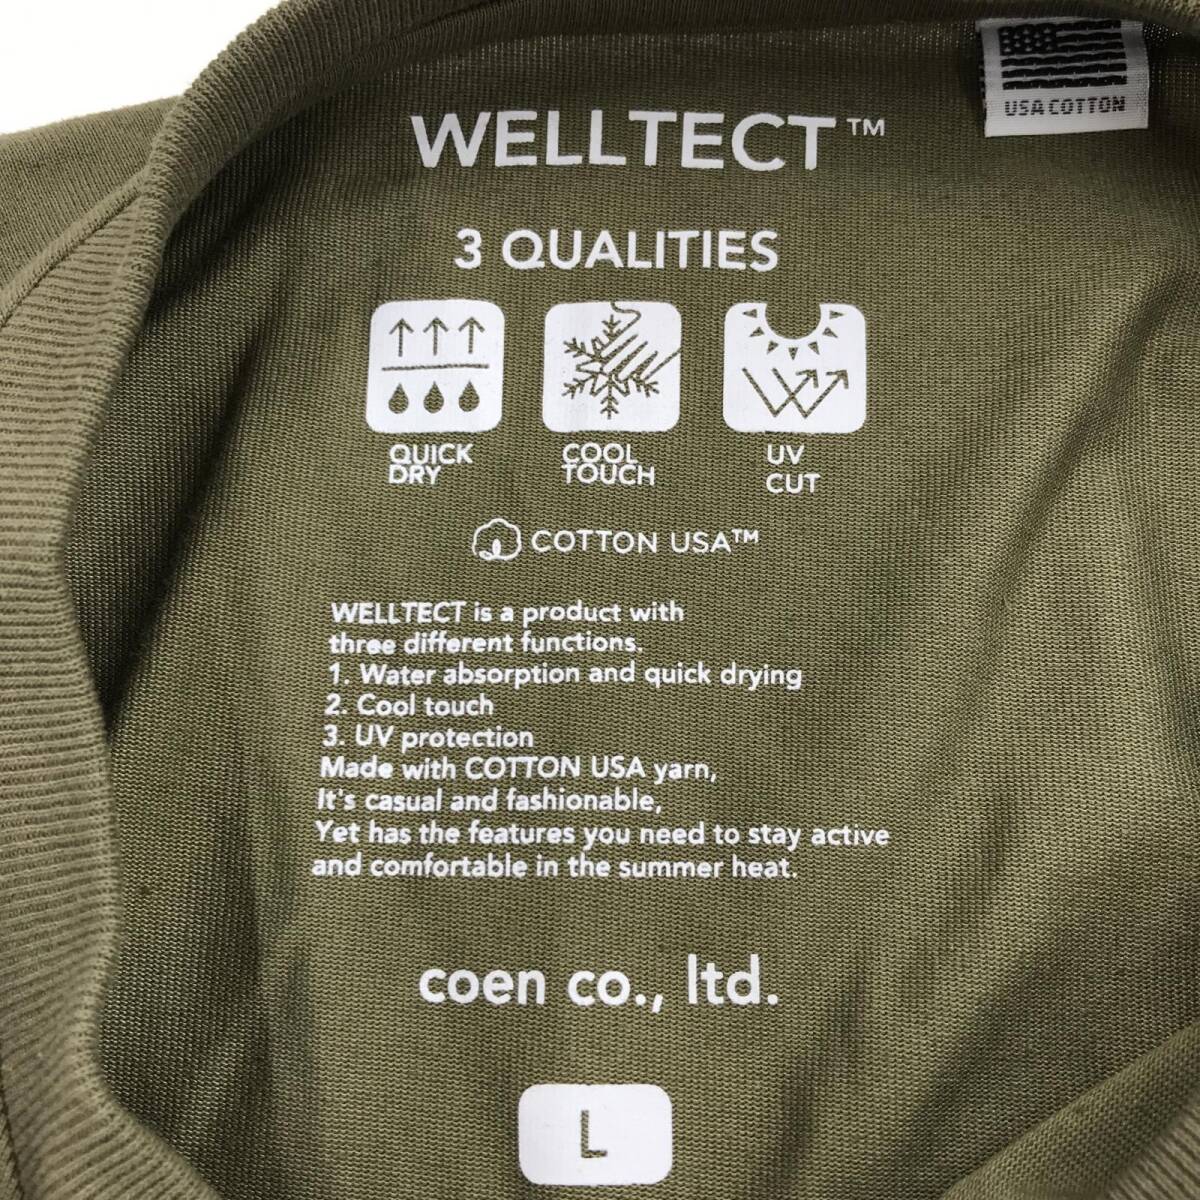 USA COTTON
WELLTECT™
3 QUALITIES
QUICK DRY
COOL TOUCH
UV CUT
COTTON USA™
WELLTECT is a product with
three different functions.
1. Water absorption and quick drying
2. Cool touch
3. UV protection
Made with COTTON USA yarn,
It's casual and fashionable,
Yet has the features you need to stay active
and comfortable in the summer heat.
coen co., ltd.
L